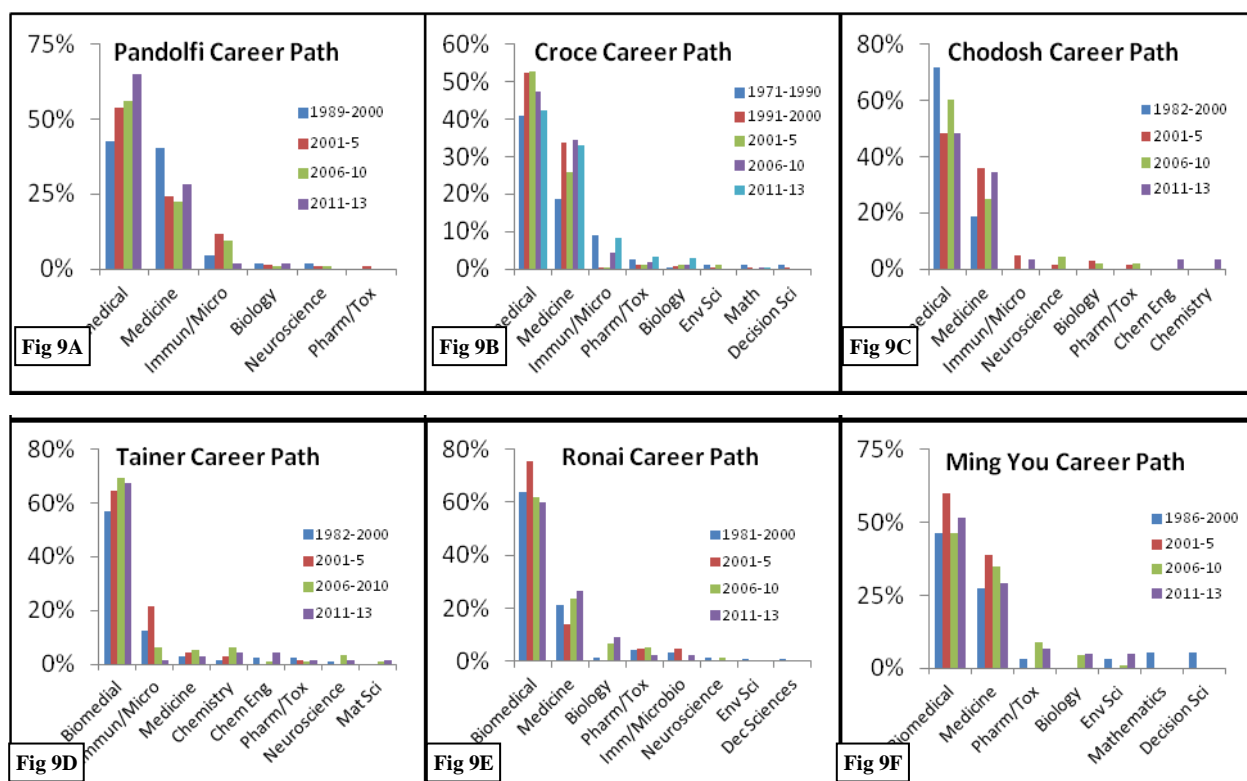 Pandolfi Career Path
75%
50%
25%
0%
1989-2000
2001-5
2006-10
2011-13
medical
Medicine
Immun/Micro
Biology
Neuroscience
Pharm/Tox
Fig 9A
Croce Career Path
60%
50%
40%
30%
20%
10%
0%
1971-1990
1991-2000
2001-5
2006-10
2011-13
Biomedical
Medicine
Immun/Micro
Pharm/Tox
Biology
Env Sci
Math
Decision Sci
Fig 9B
Chodosh Career Path
80%
60%
40%
20%
0%
1982-2000
2001-5
2006-10
2011-13
medical
Medicine
Immun/Micro
Neuroscience
Biology
Pharm/Tox
Chem Eng
Chemistry
Fig 9C
Tainer Career Path
80%
60%
40%
20%
0%
1982-2000
2001-5
2006-2010
2011-13
Biomedial
Immun/Micro
Medicine
Chemistry
Chem Eng
Pharm/Tox
Neuroscience
Mat Sci
Fig 9D
Ronai Career Path
80%
60%
40%
20%
0%
1981-2000
2001-5
2006-10
2011-13
Biomedical
Medicine
Biology
Pharm/Tox
Imm/Microbio
Neuroscience
Env Sci
Dec Sciences
Fig 9E
Ming You Career Path
75%
50%
25%
0%
1986-2000
2001-5
2006-10
2011-13
Biomedical
Medicine
Pharm/Tox
Biology
Env Sci
Mathematics
Decision Sci
Fig 9F